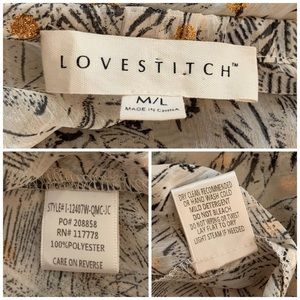 LOVESTITCH™
M/L
MADE IN CHINA
STYLE# I-12407W-QMC-JC
PO# 208858
RN# 117778
100%POLYESTER
CARE ON REVERSE
DRY CLEAN RECOMMENDED
OR HAND WASH COLD
MILD DETERGENT
DO NOT BLEACH
DO NOT WRING OR TWIST
LAY FLAT TO DRY
LIGHT STEAM IF NEEDED